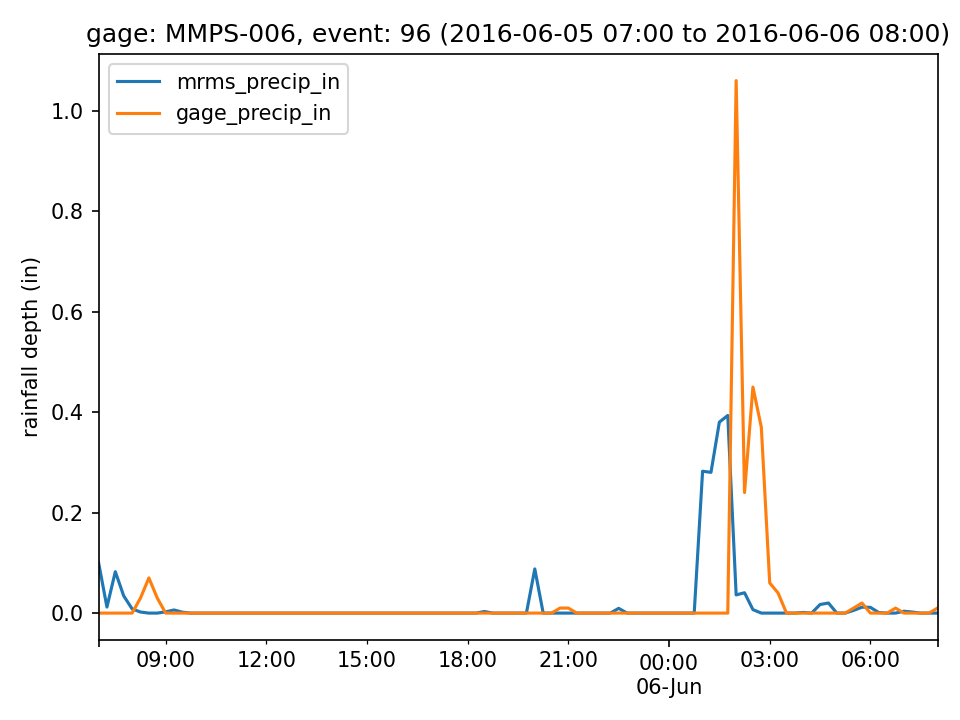 gage: MMPS-006, event: 96 (2016-06-05 07:00 to 2016-06-06 08:00)
mrms_precip_in
gage_precip_in
1.0
0.8
0.6
0.4
0.2
0.0
rainfall depth (in)
09:00 12:00 15:00 18:00 21:00 00:00 03:00 06:00
06-Jun